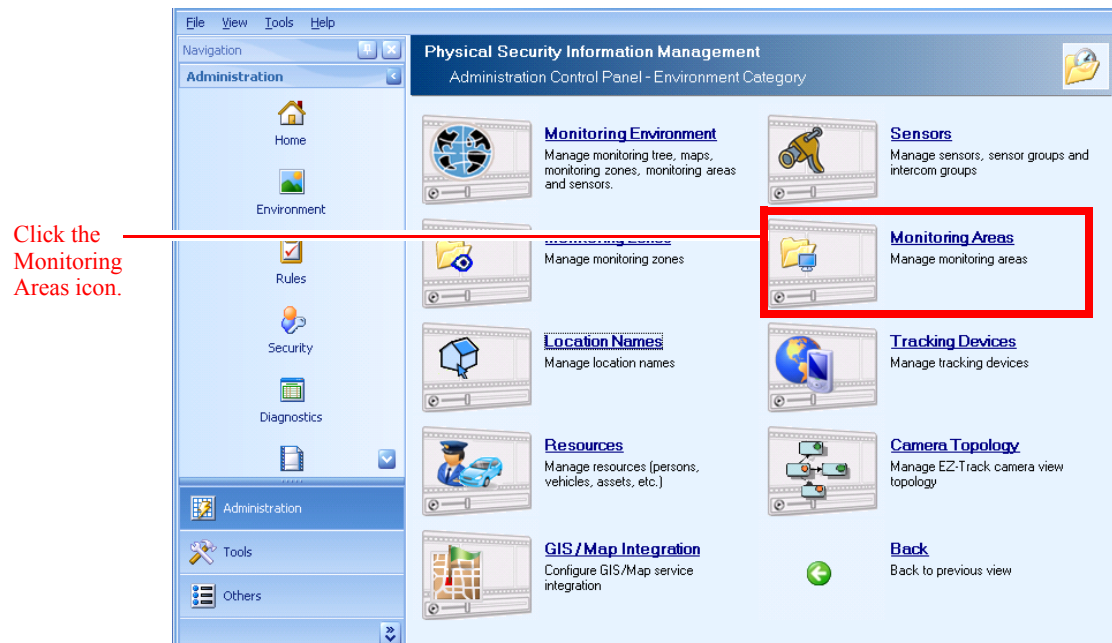 File View Tools Help
Navigation
Administration
Home
Environment
Rules
Security
Diagnostics
Administration
Tools
Others
Physical Security Information Management
Administration Control Panel - Environment Category
Monitoring Environment
Manage monitoring tree, maps,
monitoring zones, monitoring areas
and sensors.
Sensors
Manage sensors, sensor groups and
intercom groups
Click the
Monitoring
Areas icon.
Monitoring Zones
Manage monitoring zones
Monitoring Areas
Manage monitoring areas
Location Names
Manage location names
Tracking Devices
Manage tracking devices
Resources
Manage resources (persons,
vehicles, assets, etc.)
Camera Topology
Manage EZ-Track camera view
topology
GIS/Map Integration
Configure GIS/Map service
integration
Back
Back to previous view